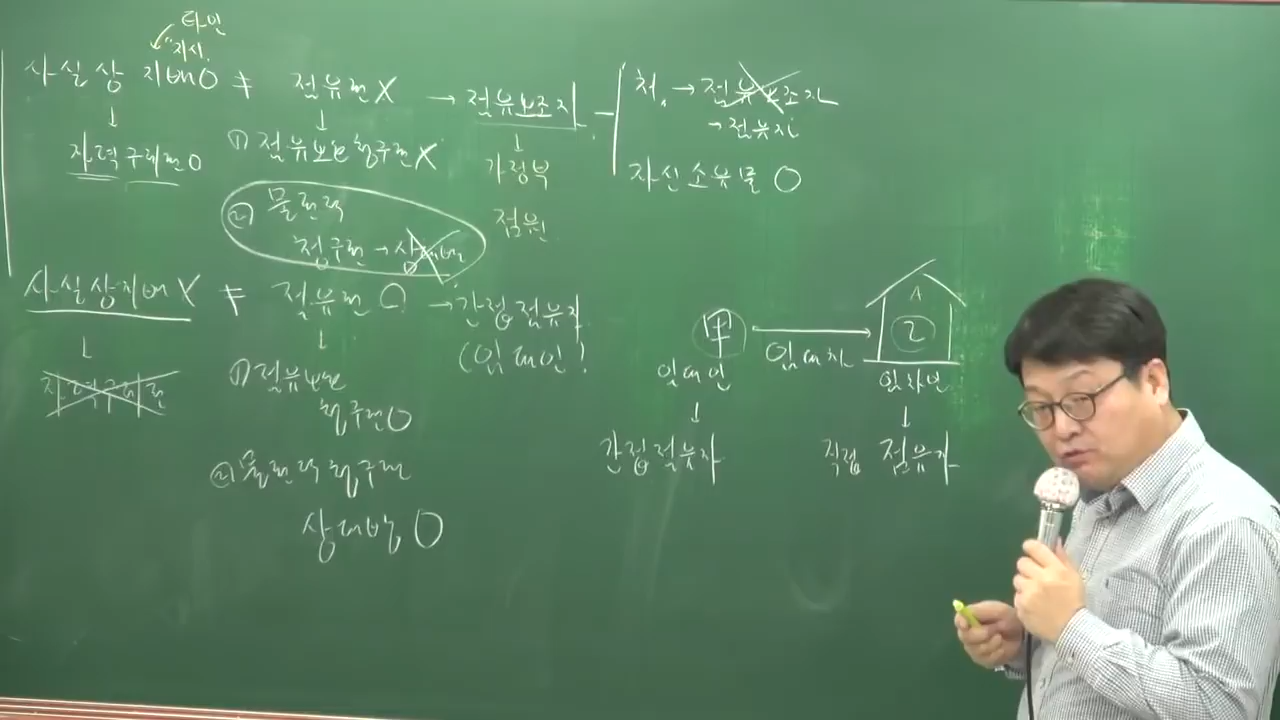 타인
지시
사실상 지배O ≠ 점유권X → 점유보조자
↓
자력구제권O
① 점유보호청구권X
② 물권적
청구권 → 상대방
↓
가정부
점원
처. → 점유보조자
→ 점유자
자신소유물 O
사실상지배X ≠ 점유권O → 간접점유자
(임대인)
↓
자력구제권
↓
① 점유보호
청구권O
② 물권적청구권
상대방O
甲
임대차
A
乙
임대인
↓
간접점유자
임차인
↓
직접 점유자